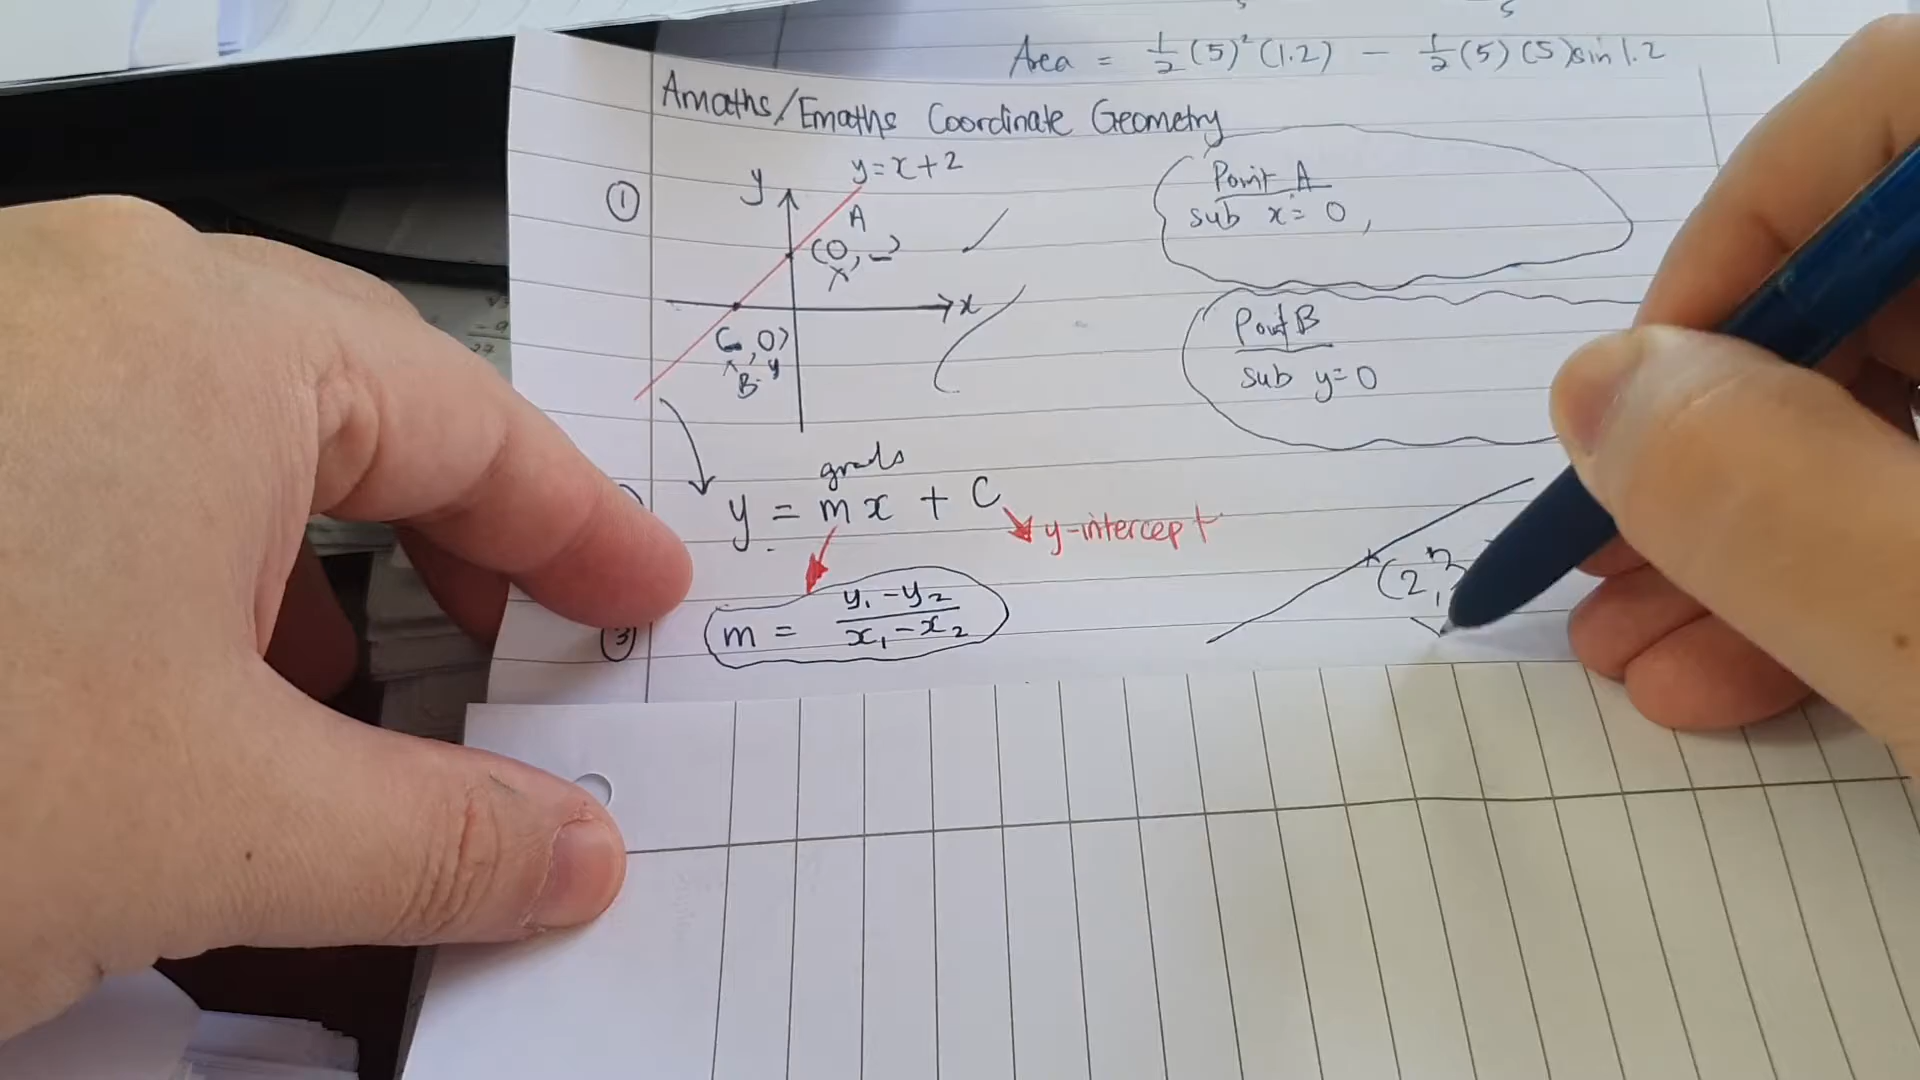 Area = 1/2 (5)² (1.2) - 1/2 (5) (5) sin 1.2
Amaths/Emaths Coordinate Geometry
①
y
y = x + 2
A
(0, _)
x
x
(_, 0)
x y
B
Point A
sub x = 0,
Point B
sub y = 0
y = mx + C
y-intercept
③
m = y₁ - y₂ / x₁ - x₂
(2,